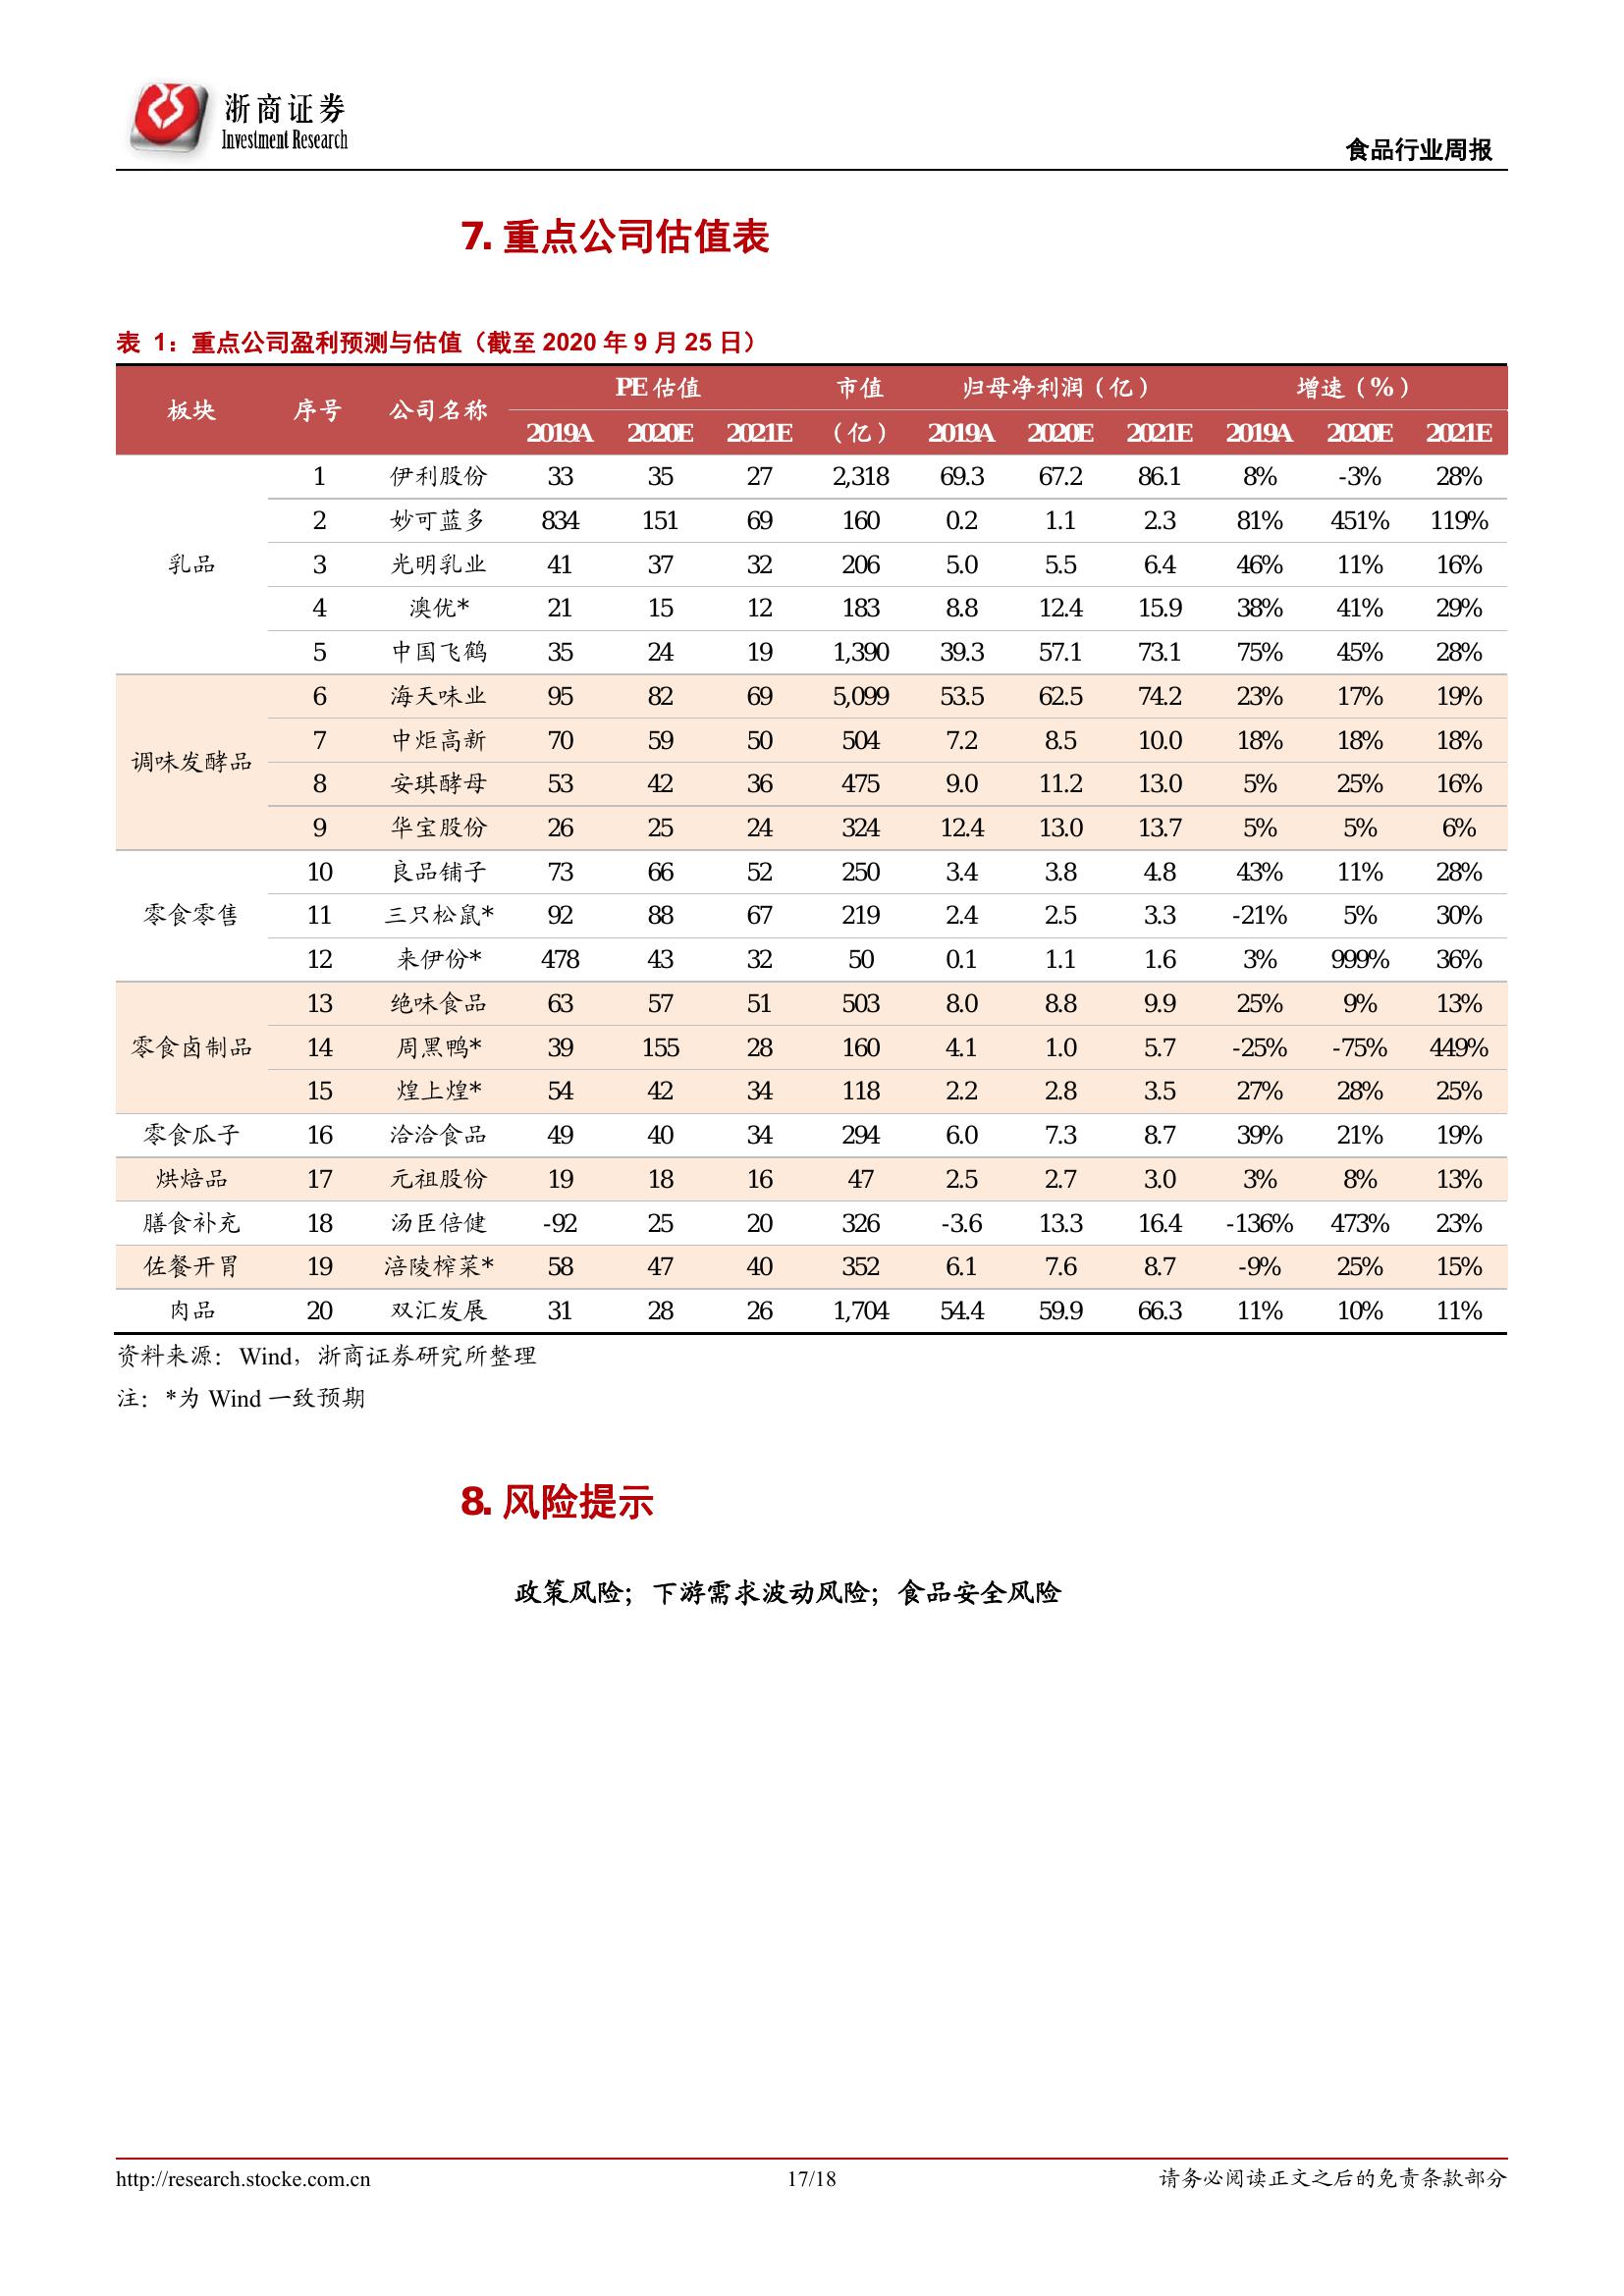 浙商证券
Investment Research
食品行业周报
7. 重点公司估值表
表 1：重点公司盈利预测与估值（截至 2020 年 9 月 25 日）
板块 序号 公司名称 PE 估值 市值（亿） 归母净利润（亿） 增速（%）
2019A 2020E 2021E 2019A 2020E 2021E 2019A 2020E 2021E
乳品 1 伊利股份 33 35 27 2,318 69.3 67.2 86.1 8% -3% 28%
2 妙可蓝多 834 151 69 160 0.2 1.1 2.3 81% 451% 119%
3 光明乳业 41 37 32 206 5.0 5.5 6.4 46% 11% 16%
4 澳优* 21 15 12 183 8.8 12.4 15.9 38% 41% 29%
5 中国飞鹤 35 24 19 1,390 39.3 57.1 73.1 75% 45% 28%
调味发酵品 6 海天味业 95 82 69 5,099 53.5 62.5 74.2 23% 17% 19%
7 中炬高新 70 59 50 504 7.2 8.5 10.0 18% 18% 18%
8 安琪酵母 53 42 36 475 9.0 11.2 13.0 5% 25% 16%
9 华宝股份 26 25 24 324 12.4 13.0 13.7 5% 5% 6%
零食零售 10 良品铺子 73 66 52 250 3.4 3.8 4.8 43% 11% 28%
11 三只松鼠* 92 88 67 219 2.4 2.5 3.3 -21% 5% 30%
12 来伊份* 478 43 32 50 0.1 1.1 1.6 3% 999% 36%
零食卤制品 13 绝味食品 63 57 51 503 8.0 8.8 9.9 25% 9% 13%
14 周黑鸭* 39 155 28 160 4.1 1.0 5.7 -25% -75% 449%
15 煌上煌* 54 42 34 118 2.2 2.8 3.5 27% 28% 25%
零食瓜子 16 洽洽食品 49 40 34 294 6.0 7.3 8.7 39% 21% 19%
烘焙品 17 元祖股份 19 18 16 47 2.5 2.7 3.0 3% 8% 13%
膳食补充 18 汤臣倍健 -92 25 20 326 -3.6 13.3 16.4 -136% 473% 23%
佐餐开胃 19 涪陵榨菜* 58 47 40 352 6.1 7.6 8.7 -9% 25% 15%
肉品 20 双汇发展 31 28 26 1,704 54.4 59.9 66.3 11% 10% 11%
资料来源：Wind，浙商证券研究所整理
注：*为 Wind 一致预期
8. 风险提示
政策风险；下游需求波动风险；食品安全风险
http://research.stocke.com.cn 17/18 请务必阅读正文之后的免责条款部分